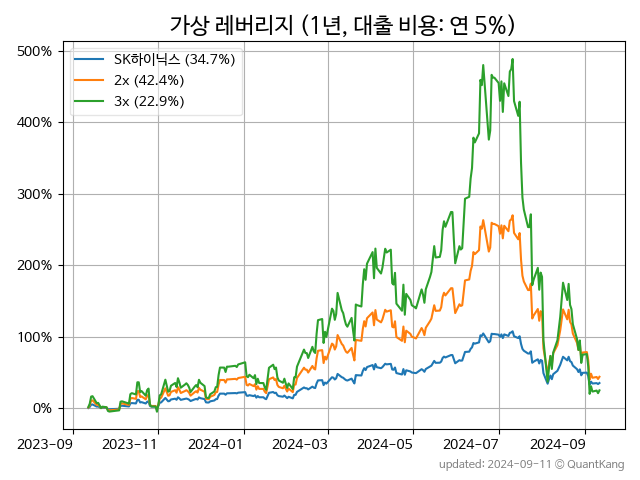 가상 레버리지 (1년, 대출 비용: 연 5%)
SK하이닉스 (34.7%)
2x (42.4%)
3x (22.9%)
500%
400%
300%
200%
100%
0%
2023-09 2023-11 2024-01 2024-03 2024-05 2024-07 2024-09
updated: 2024-09-11 ⓒ QuantKang